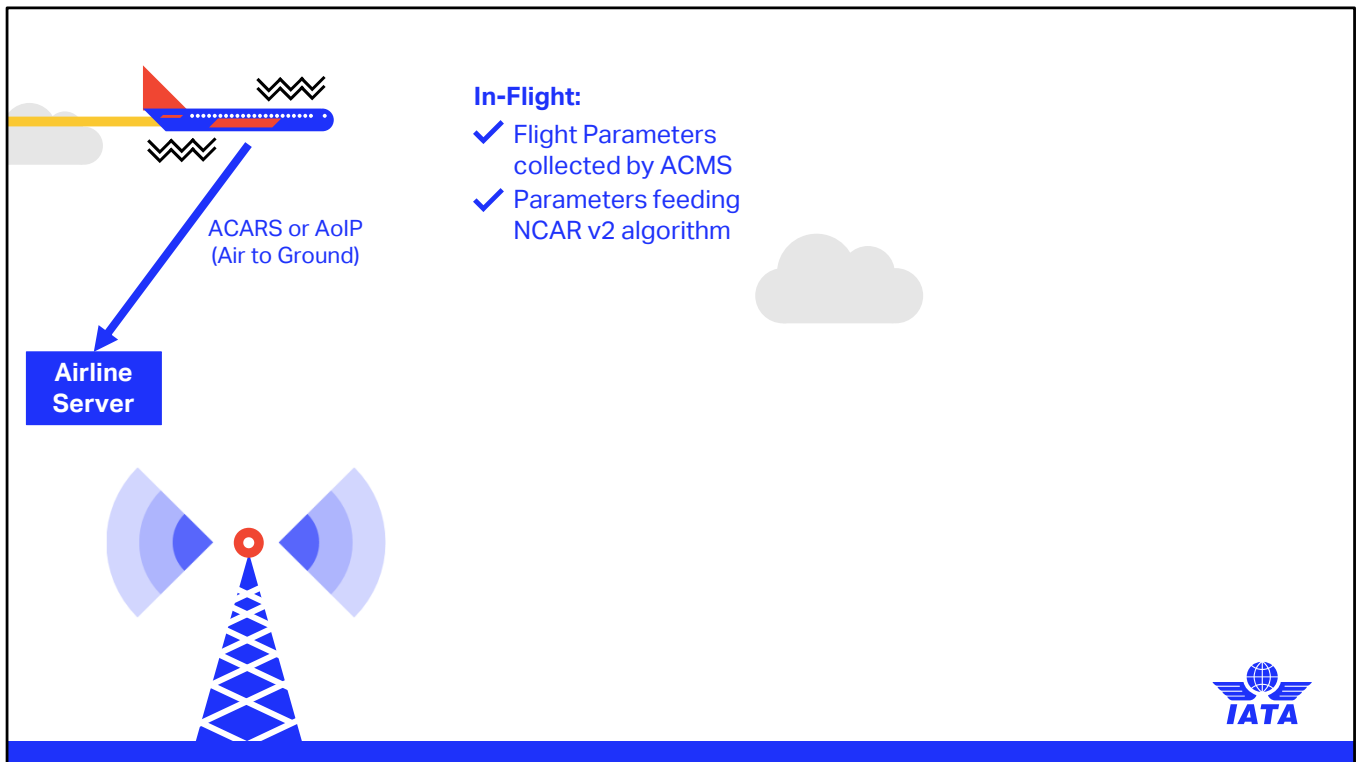 In-Flight:
Flight Parameters
collected by ACMS
Parameters feeding
NCAR v2 algorithm
ACARS or AoIP
(Air to Ground)
Airline
Server
IATA